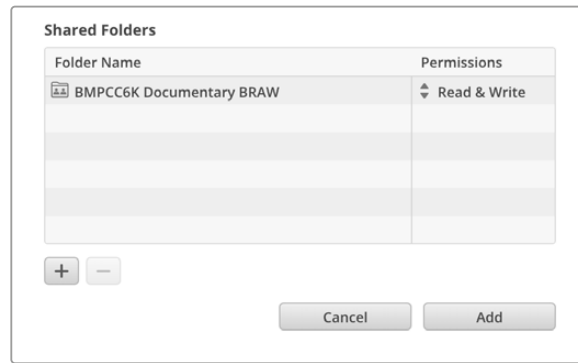 Shared Folders
Folder Name Permissions
BMPCC6K Documentary BRAW Read & Write
+ −
Cancel Add